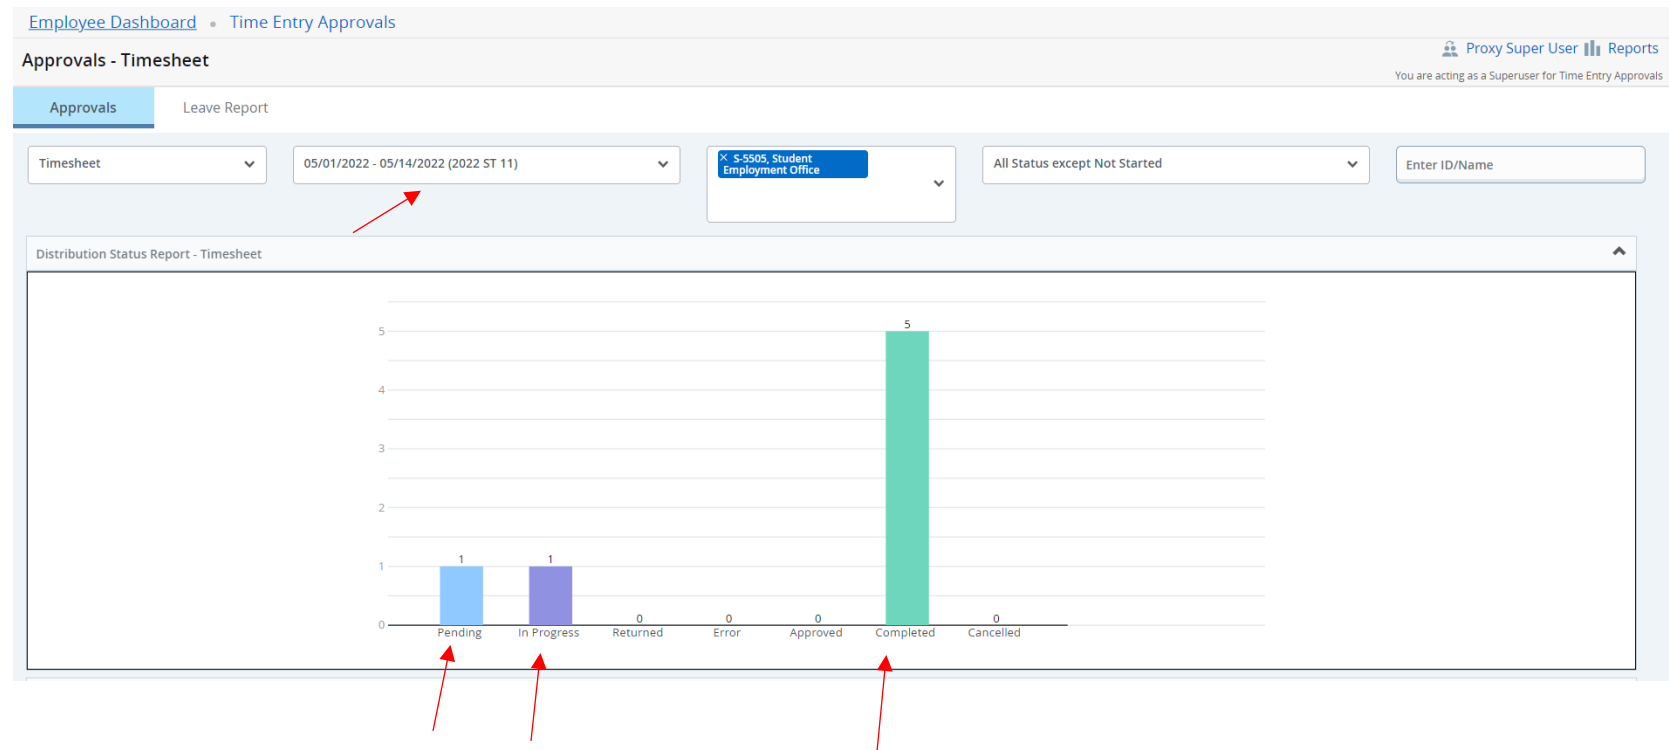 Employee Dashboard • Time Entry Approvals
Approvals - Timesheet
Proxy Super User Reports
You are acting as a Superuser for Time Entry Approvals
Approvals Leave Report
Timesheet
05/01/2022 - 05/14/2022 (2022 ST 11)
× S-5505, Student
Employment Office
All Status except Not Started
Enter ID/Name
Distribution Status Report - Timesheet
5
4
3
2
1
0
1 1 0 0 0 5 0
Pending In Progress Returned Error Approved Completed Cancelled